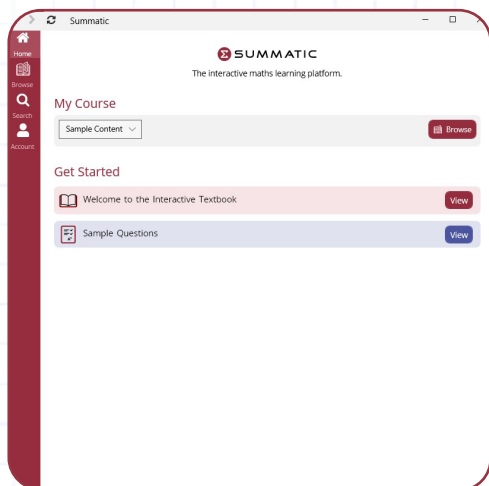 Summatic
Home
Browse
Search
Account
SUMMATIC
The interactive maths learning platform.
My Course
Sample Content
Browse
Get Started
Welcome to the Interactive Textbook
View
Sample Questions
View